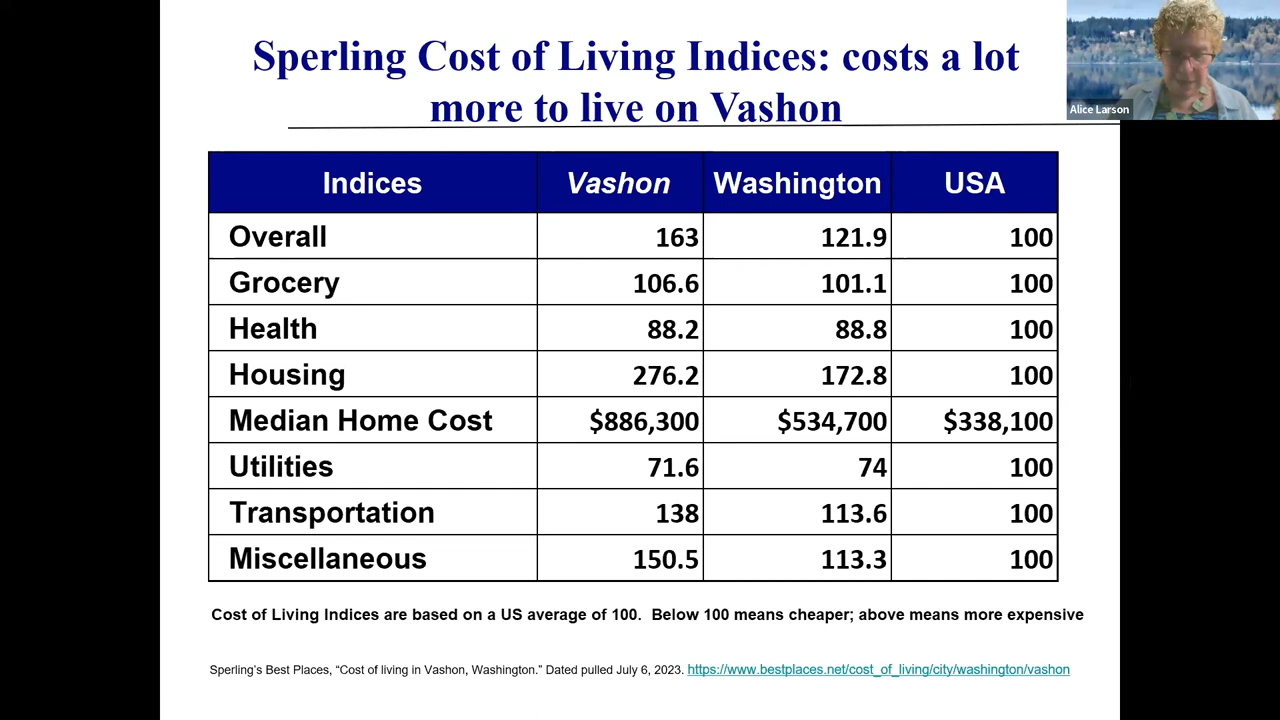 Sperling Cost of Living Indices: costs a lot
more to live on Vashon
Alice Larson
Indices Vashon Washington USA
Overall 163 121.9 100
Grocery 106.6 101.1 100
Health 88.2 88.8 100
Housing 276.2 172.8 100
Median Home Cost $886,300 $534,700 $338,100
Utilities 71.6 74 100
Transportation 138 113.6 100
Miscellaneous 150.5 113.3 100
Cost of Living Indices are based on a US average of 100.  Below 100 means cheaper; above means more expensive
Sperling's Best Places, “Cost of living in Vashon, Washington.” Dated pulled July 6, 2023. https://www.bestplaces.net/cost_of_living/city/washington/vashon